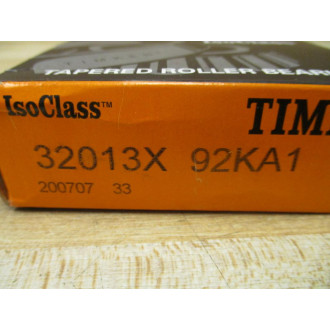 TAPERED ROLLER BEAR
IsoClass™ TIM
32013X 92KA1
200707 33